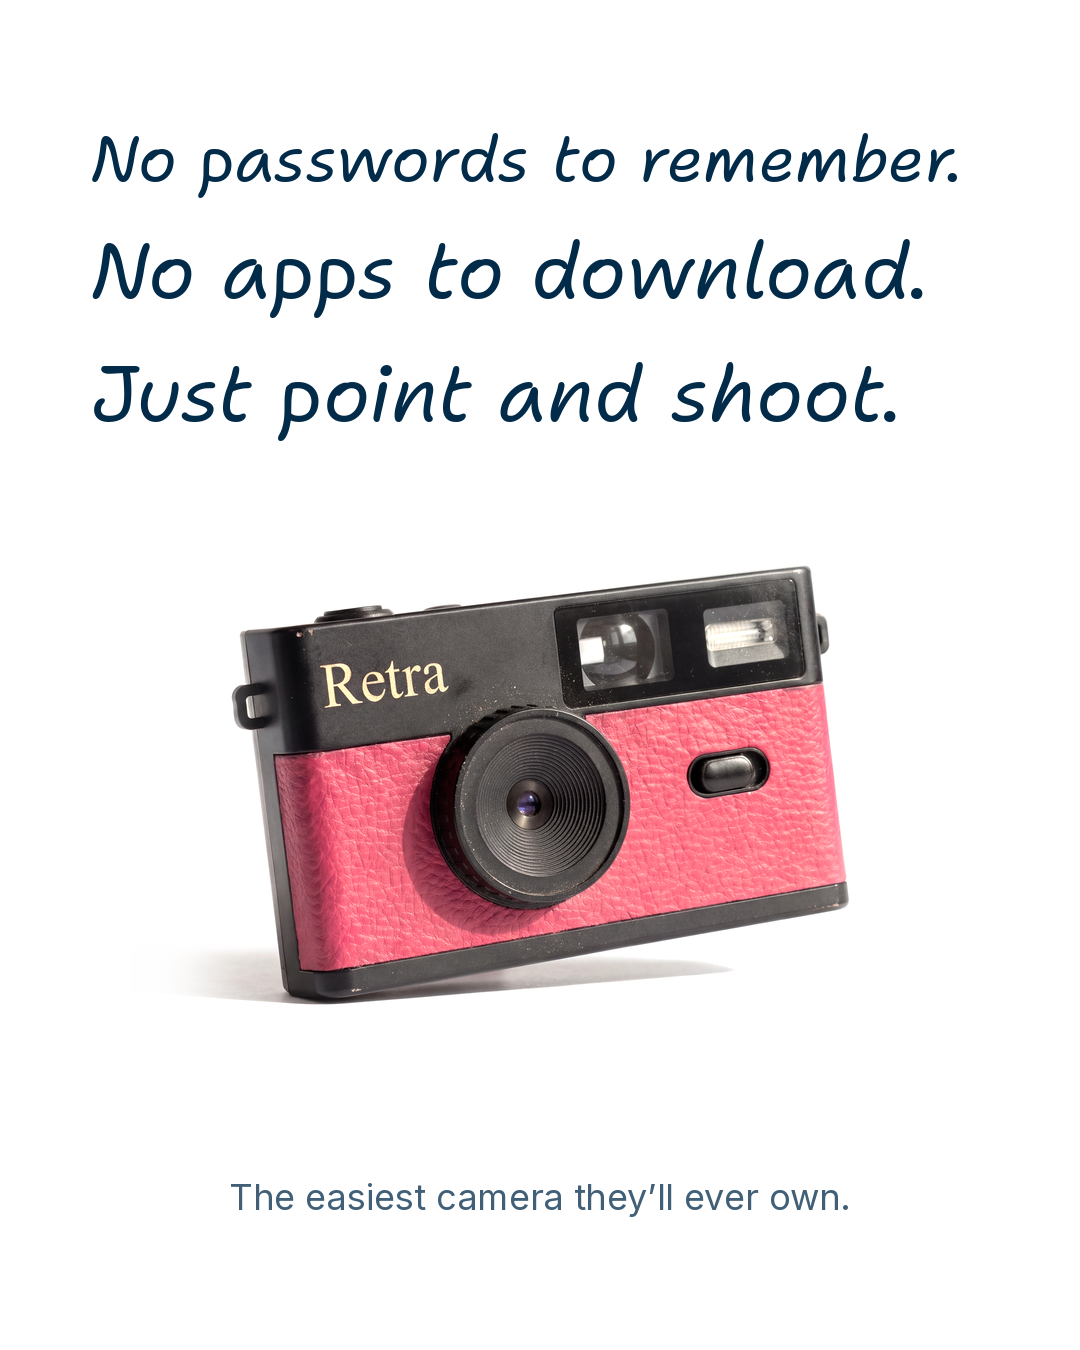 No passwords to remember.
No apps to download.
Just point and shoot.
Retra
The easiest camera they’ll ever own.